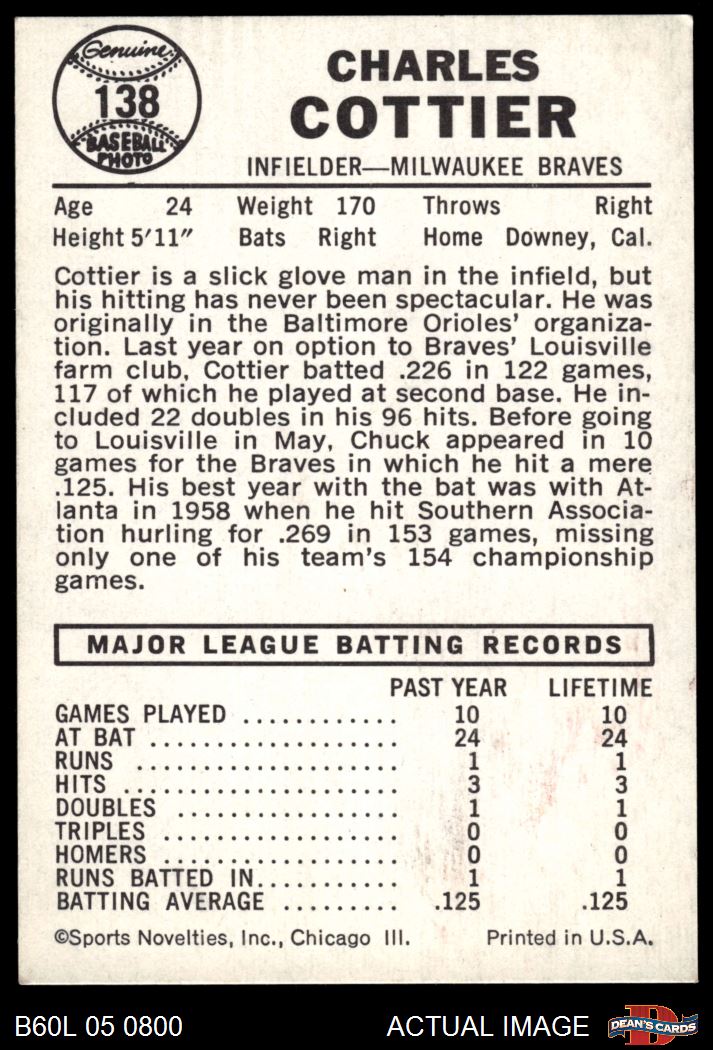 Genuine
138
BASEBALL
PHOTO
CHARLES
COTTIER
INFIELDER—MILWAUKEE BRAVES
Age 24 Weight 170 Throws Right
Height 5'11" Bats Right Home Downey, Cal.
Cottier is a slick glove man in the infield, but
his hitting has never been spectacular. He was
originally in the Baltimore Orioles' organiza-
tion. Last year on option to Braves' Louisville
farm club, Cottier batted .226 in 122 games,
117 of which he played at second base. He in-
cluded 22 doubles in his 96 hits. Before going
to Louisville in May, Chuck appeared in 10
games for the Braves in which he hit a mere
.125. His best year with the bat was with At-
lanta in 1958 when he hit Southern Associa-
tion hurling for .269 in 153 games, missing
only one of his team's 154 championship
games.
MAJOR LEAGUE BATTING RECORDS
PAST YEAR LIFETIME
GAMES PLAYED ............ 10 10
AT BAT ................... 24 24
RUNS .................... 1 1
HITS ..................... 3 3
DOUBLES ................. 1 1
TRIPLES .................. 0 0
HOMERS .................. 0 0
RUNS BATTED IN........... 1 1
BATTING AVERAGE ......... .125 .125
©Sports Novelties, Inc., Chicago Ill. Printed in U.S.A.
B60L 05 0800 ACTUAL IMAGE DEAN'S CARDS